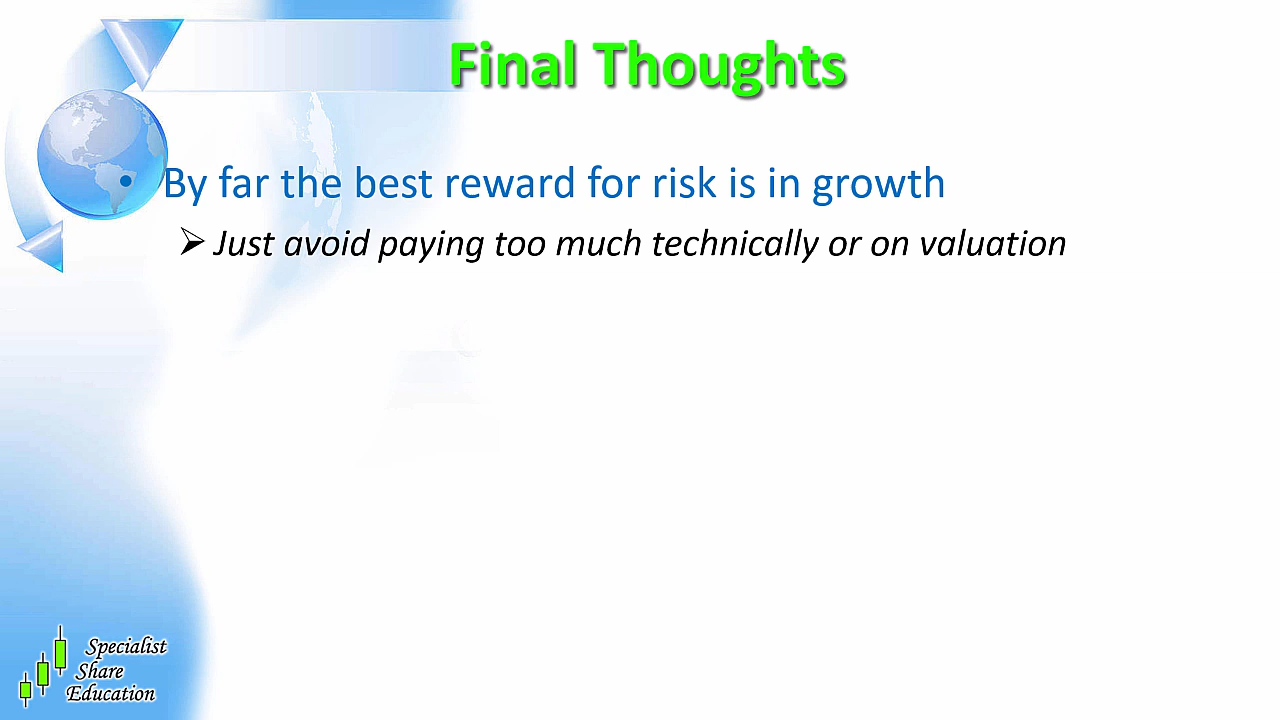 Final Thoughts
• By far the best reward for risk is in growth
➢ Just avoid paying too much technically or on valuation
Specialist
Share
Education